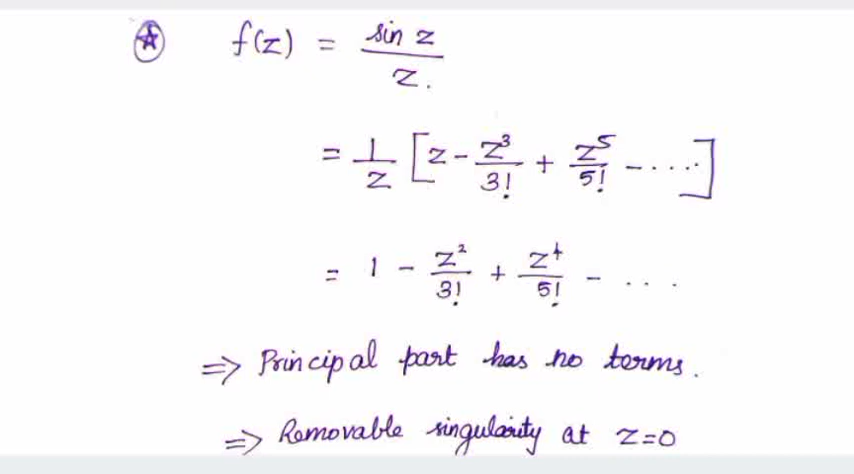 f(z) = sin z / z.
= 1/z [z - z³/3! + z⁵/5! - ....]
= 1 - z²/3! + z⁴/5! - ....
=> Principal part has no terms.
=> Removable singularity at z=0